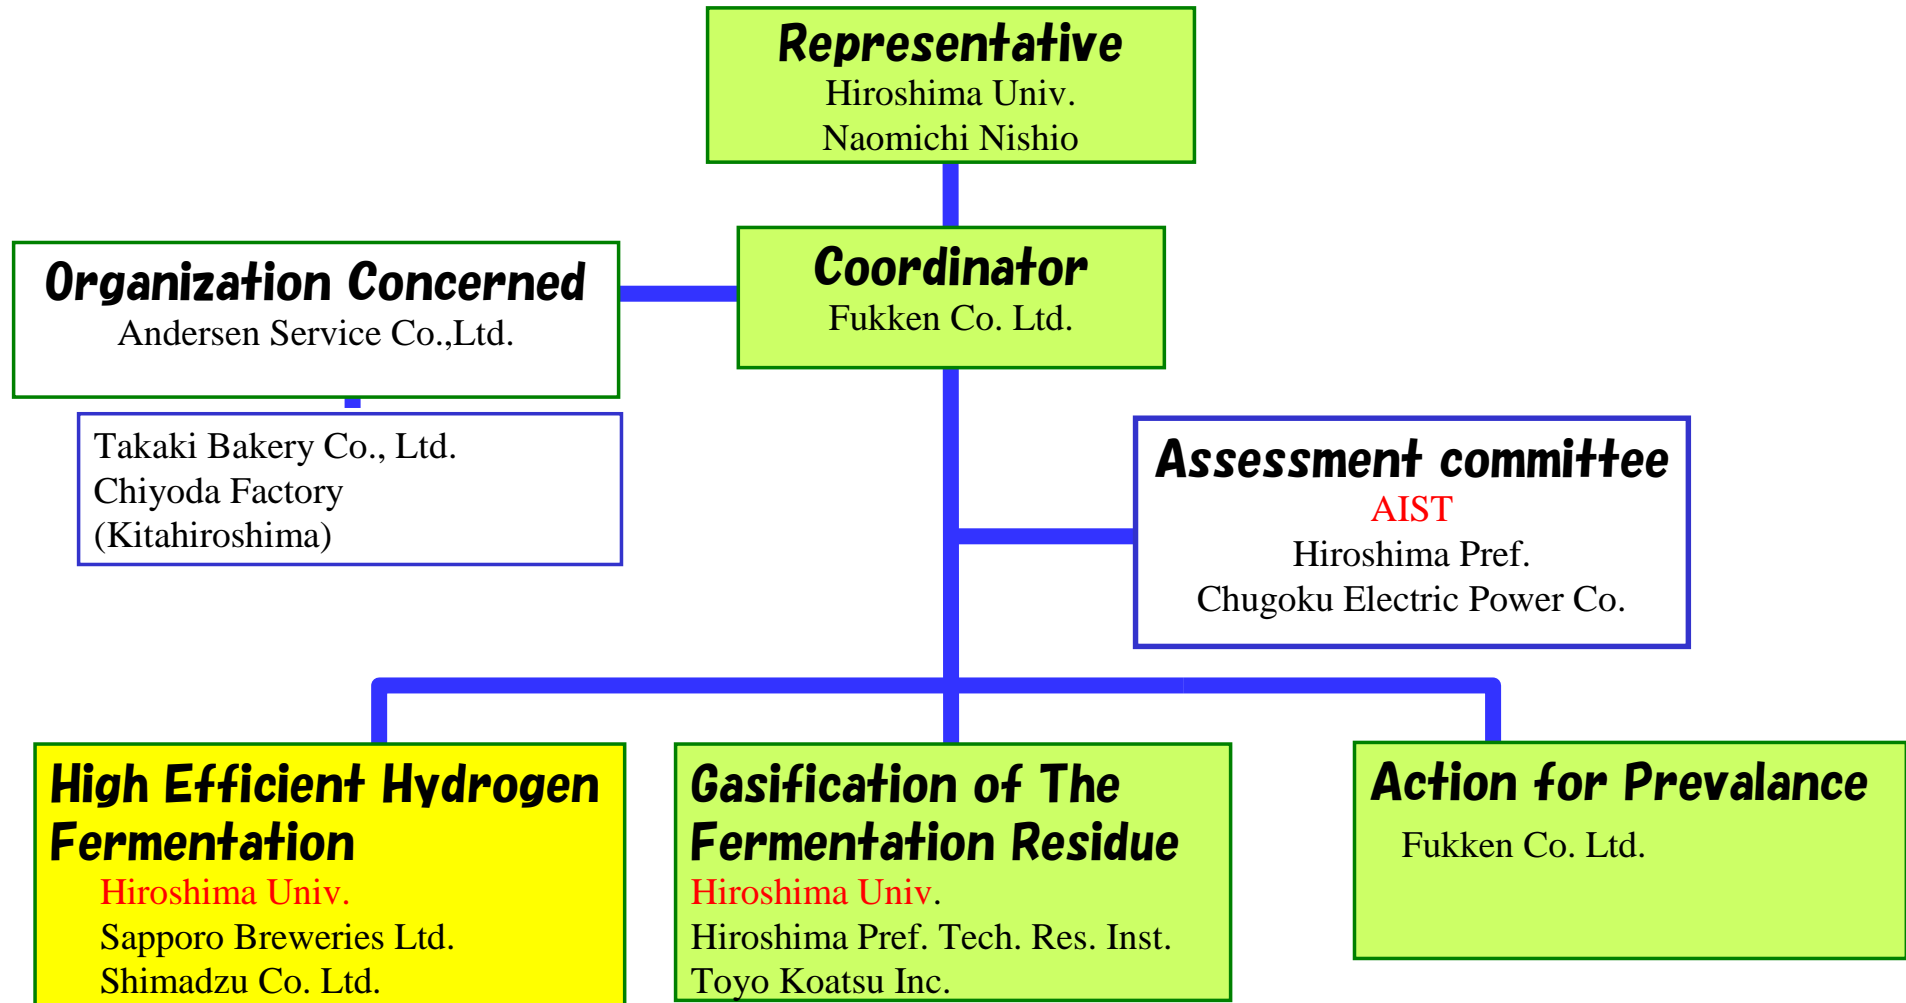 Representative
Hiroshima Univ.
Naomichi Nishio
Organization Concerned
Andersen Service Co.,Ltd.
Coordinator
Fukken Co. Ltd.
Takaki Bakery Co., Ltd.
Chiyoda Factory
(Kitahiroshima)
Assessment committee
AIST
Hiroshima Pref.
Chugoku Electric Power Co.
High Efficient Hydrogen
Fermentation
Hiroshima Univ.
Sapporo Breweries Ltd.
Shimadzu Co. Ltd.
Gasification of The
Fermentation Residue
Hiroshima Univ.
Hiroshima Pref. Tech. Res. Inst.
Toyo Koatsu Inc.
Action for Prevalance
Fukken Co. Ltd.